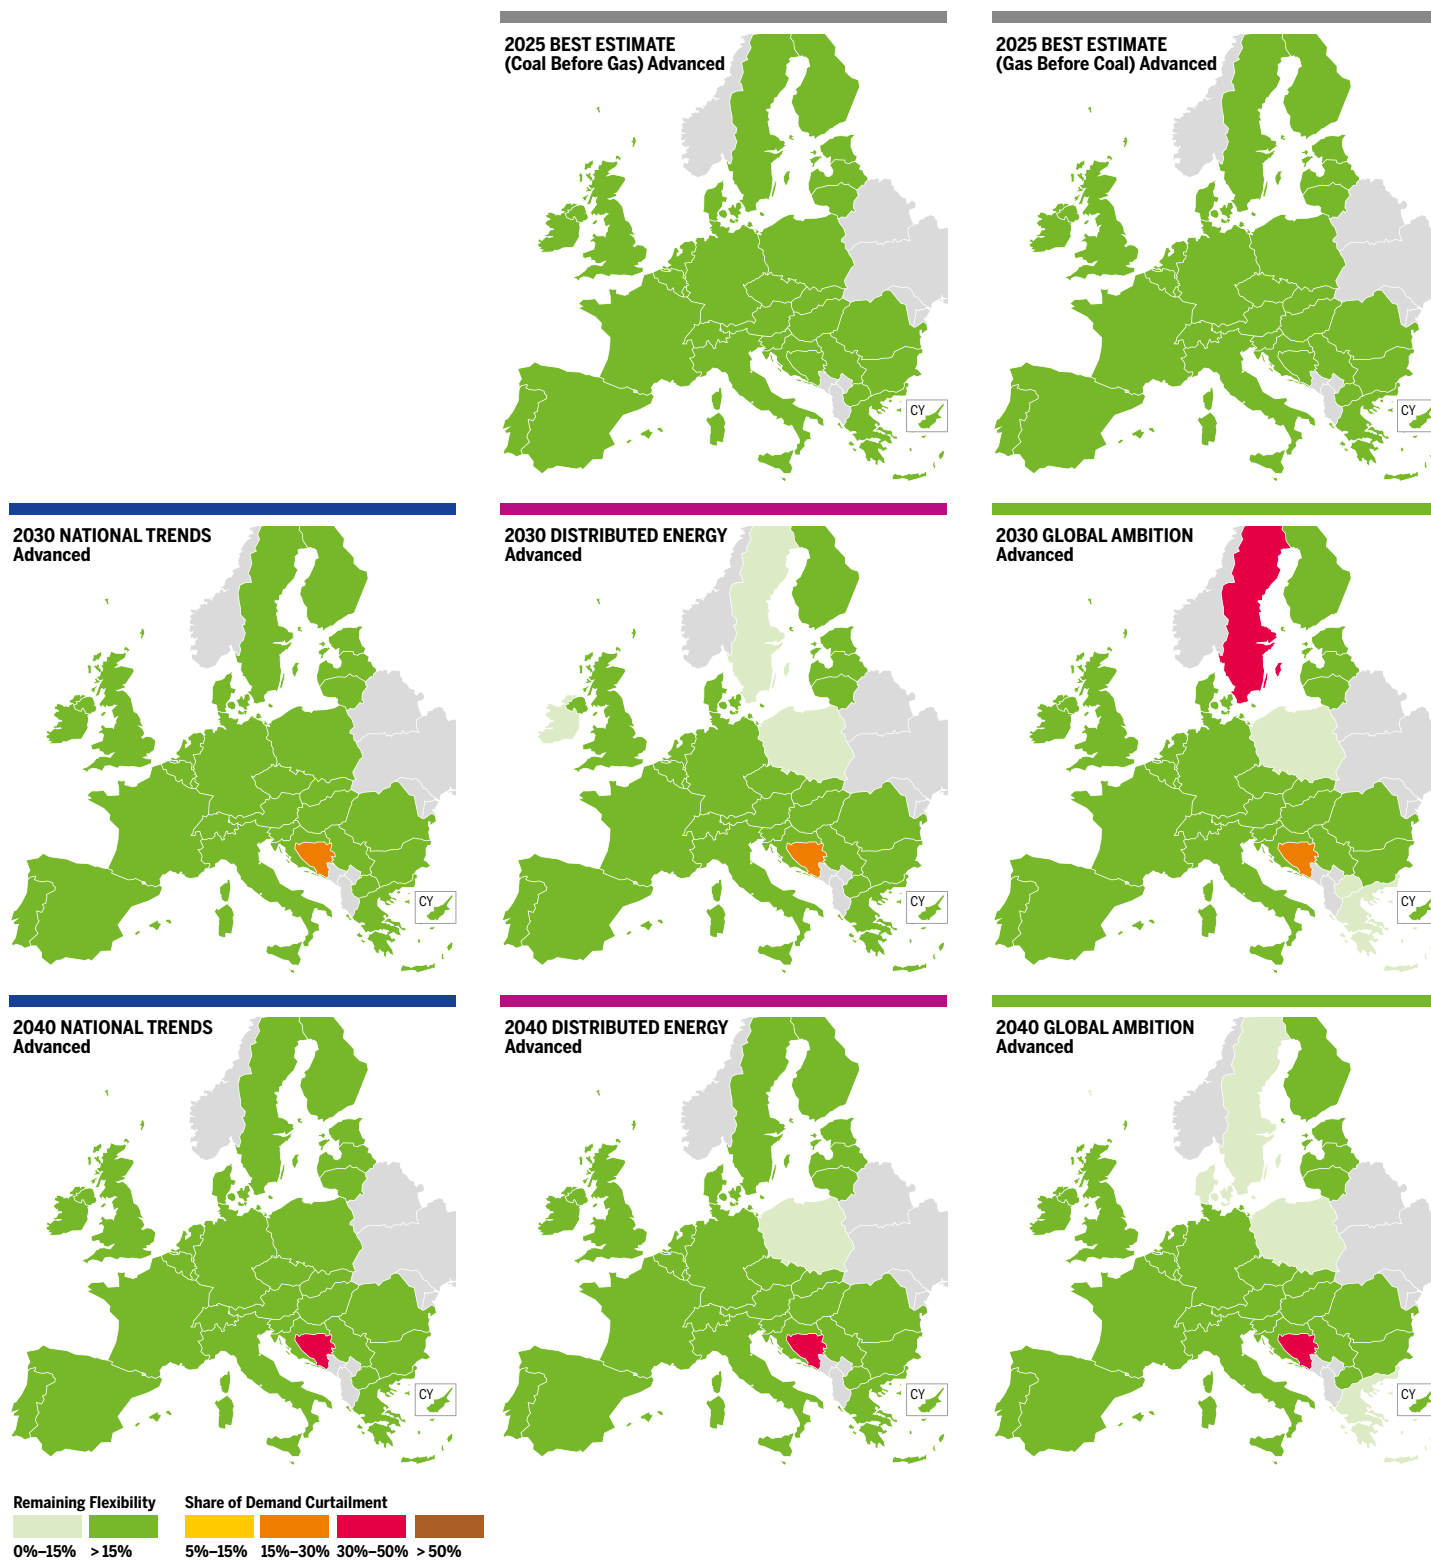 2025 BEST ESTIMATE
(Coal Before Gas) Advanced
CY
2025 BEST ESTIMATE
(Gas Before Coal) Advanced
CY
2030 NATIONAL TRENDS
Advanced
CY
2030 DISTRIBUTED ENERGY
Advanced
CY
2030 GLOBAL AMBITION
Advanced
CY
2040 NATIONAL TRENDS
Advanced
CY
2040 DISTRIBUTED ENERGY
Advanced
CY
2040 GLOBAL AMBITION
Advanced
CY
Remaining Flexibility
0%–15% > 15%
Share of Demand Curtailment
5%–15% 15%–30% 30%–50% > 50%